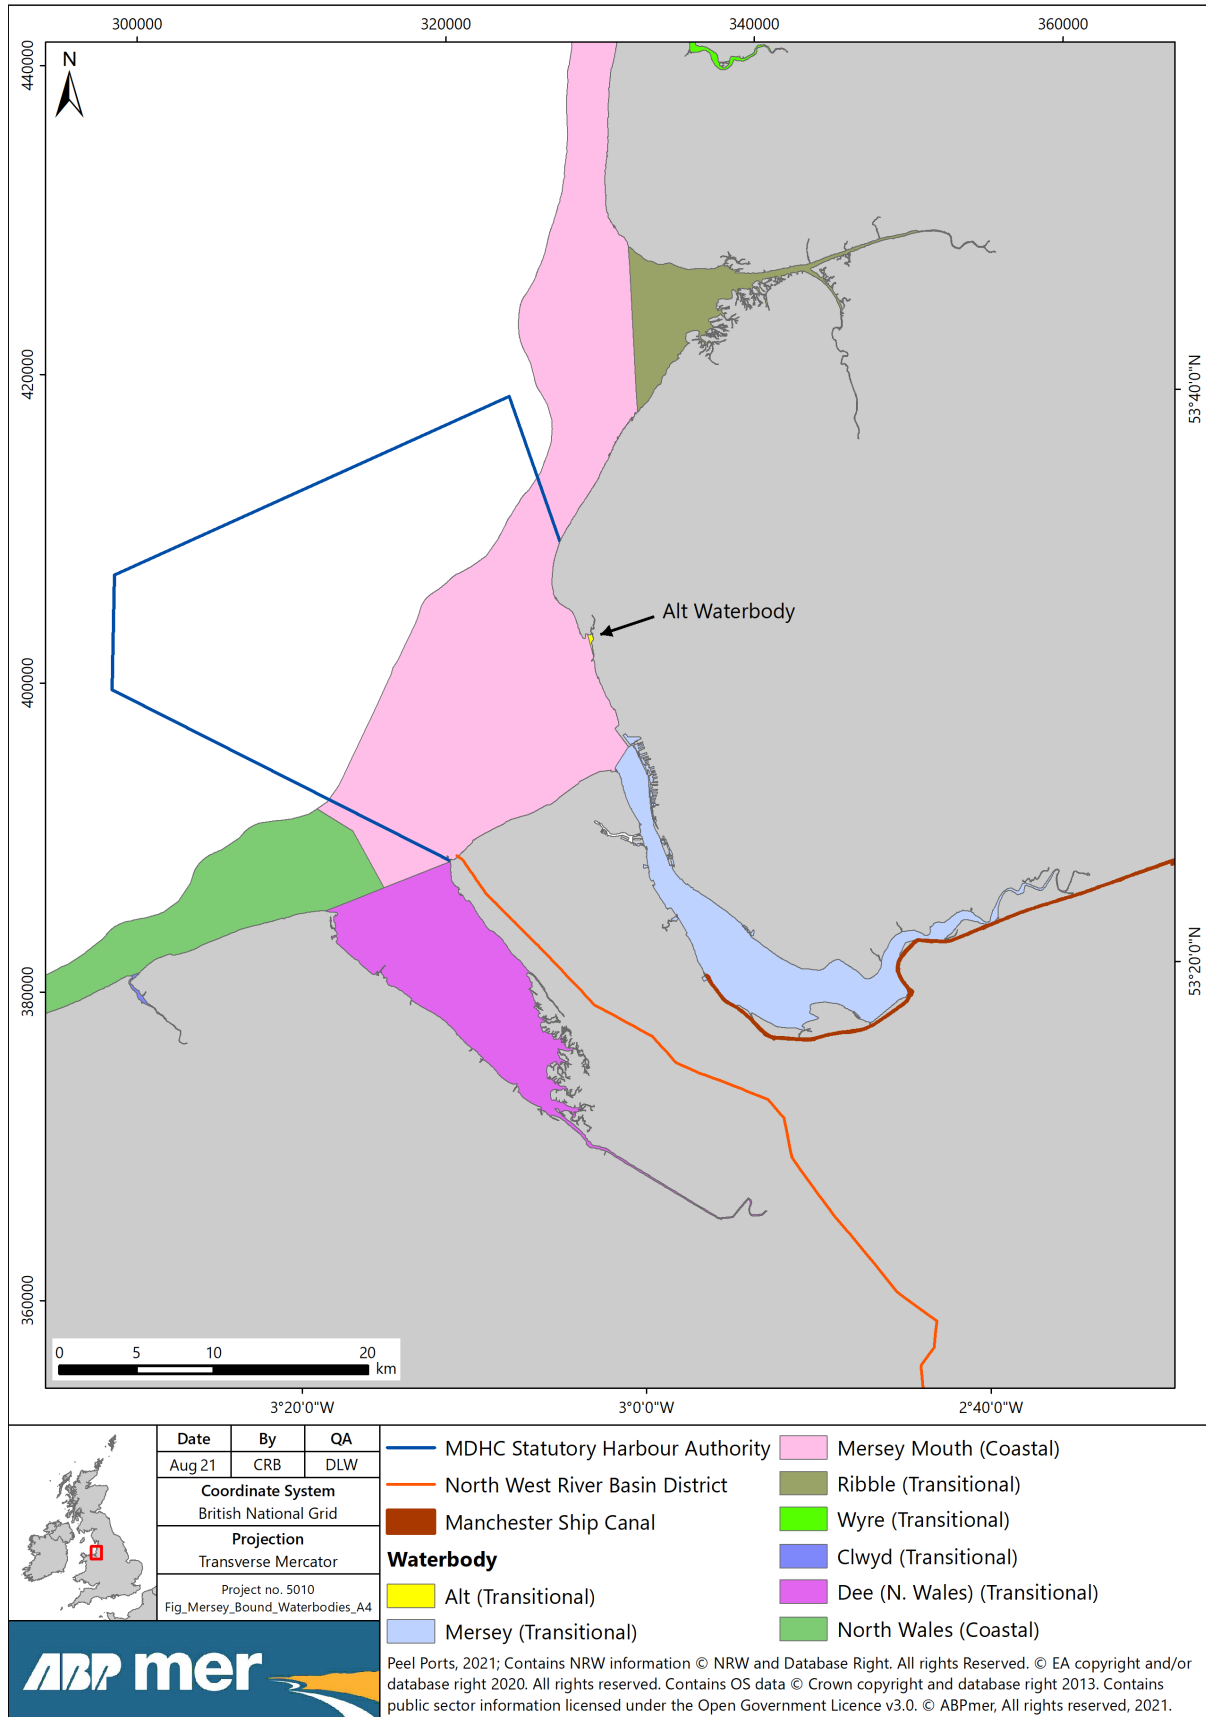 300000
320000
340000
360000
440000
420000
400000
380000
360000
N
53°40'0"N
53°20'0"N
Alt Waterbody
0 5 10 20
km
3°20'0"W
3°0'0"W
2°40'0"W
Date By QA
Aug 21 CRB DLW
Coordinate System
British National Grid
Projection
Transverse Mercator
Project no. 5010
Fig_Mersey_Bound_Waterbodies_A4
ABP mer
MDHC Statutory Harbour Authority
North West River Basin District
Manchester Ship Canal
Waterbody
Alt (Transitional)
Mersey (Transitional)
Mersey Mouth (Coastal)
Ribble (Transitional)
Wyre (Transitional)
Clwyd (Transitional)
Dee (N. Wales) (Transitional)
North Wales (Coastal)
Peel Ports, 2021; Contains NRW information © NRW and Database Right. All rights Reserved. © EA copyright and/or
database right 2020. All rights reserved. Contains OS data © Crown copyright and database right 2013. Contains
public sector information licensed under the Open Government Licence v3.0. © ABPmer, All rights reserved, 2021.